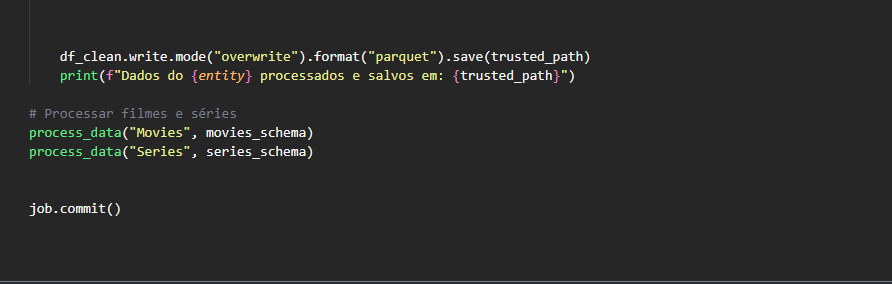 df_clean.write.mode("overwrite").format("parquet").save(trusted_path)
print(f"Dados do {entity} processados e salvos em: {trusted_path}")
# Processar filmes e séries
process_data("Movies", movies_schema)
process_data("Series", series_schema)
job.commit()